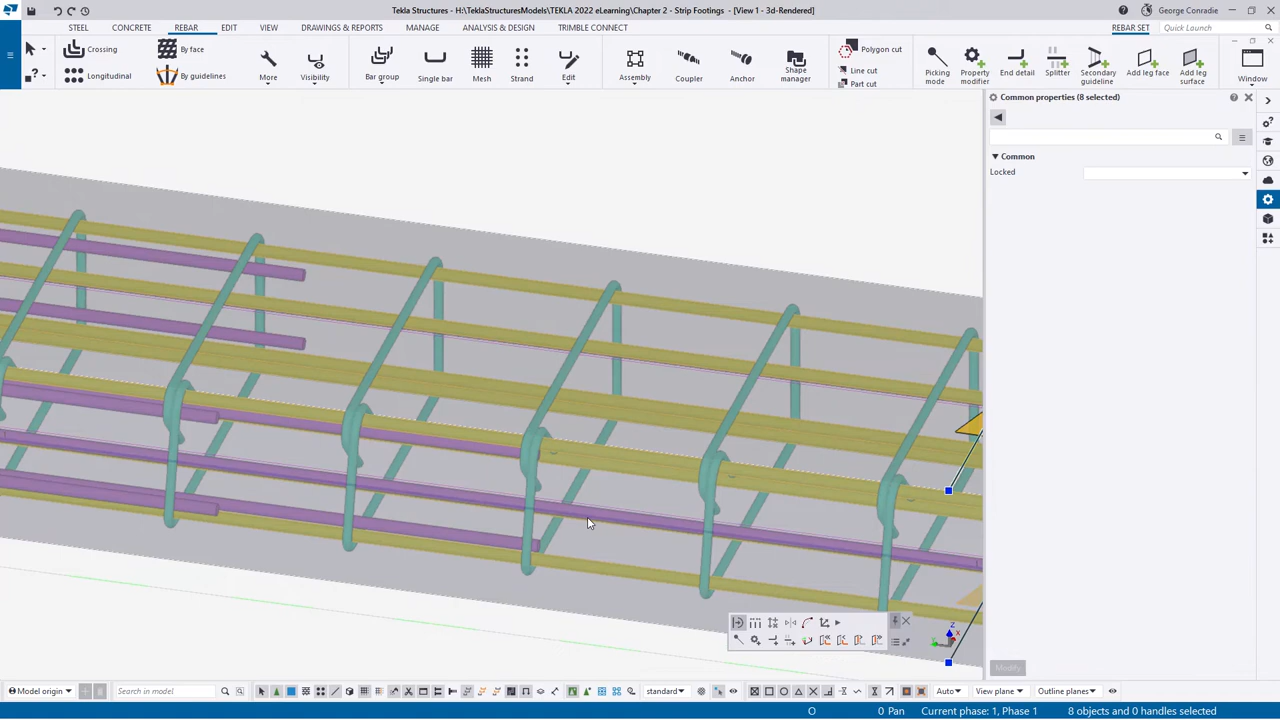 Tekla Structures - H:\TeklaStructuresModels\TEKLA 2022 eLearning\Chapter 2 - Strip Footings - [View 1 - 3d-Rendered]
George Conradie
STEEL CONCRETE REBAR EDIT VIEW DRAWINGS & REPORTS MANAGE ANALYSIS & DESIGN TRIMBLE CONNECT REBAR SET Quick Launch
Crossing By face Polygon cut
Line cut
Longitudinal By guidelines More Visibility Bar group Single bar Mesh Strand Edit Assembly Coupler Anchor Shape manager Part cut Picking mode Property modifier End detail Splitter Secondary guideline Add leg face Add leg surface Window
Common properties (8 selected)
Common
Locked
Z
X
Y
Modify
Model origin Search in model standard Auto View plane Outline planes
O 0 Pan Current phase: 1, Phase 1 8 objects and 0 handles selected